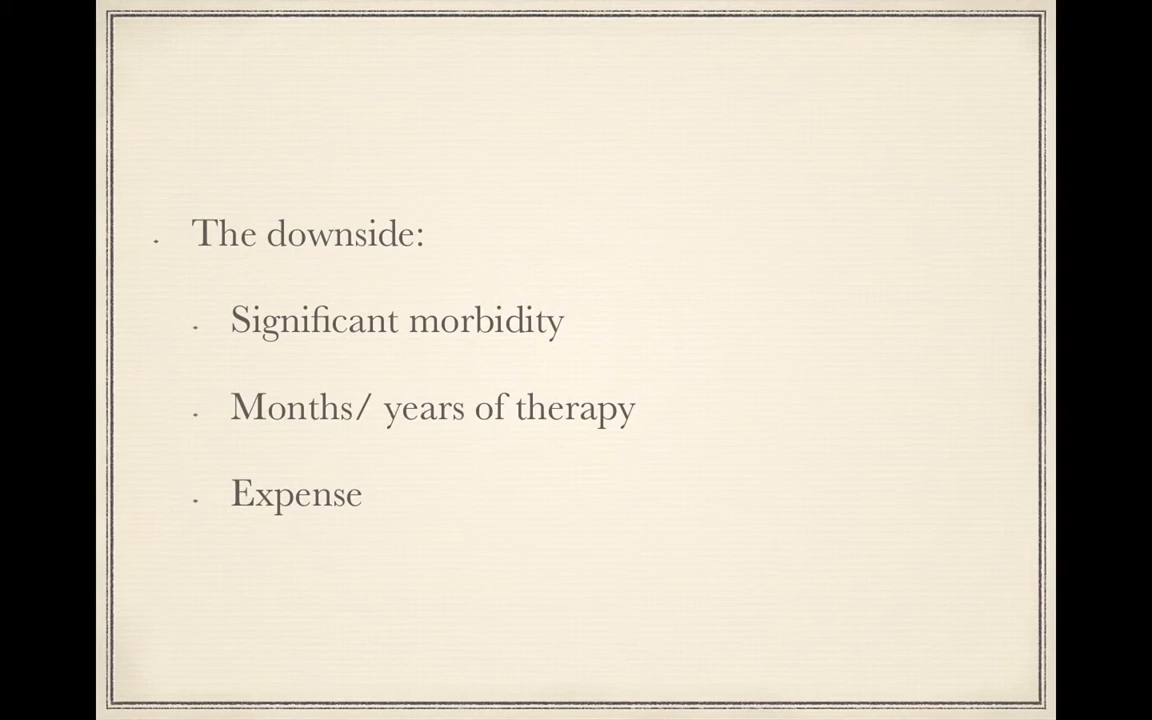 The downside:
Significant morbidity
Months/ years of therapy
Expense